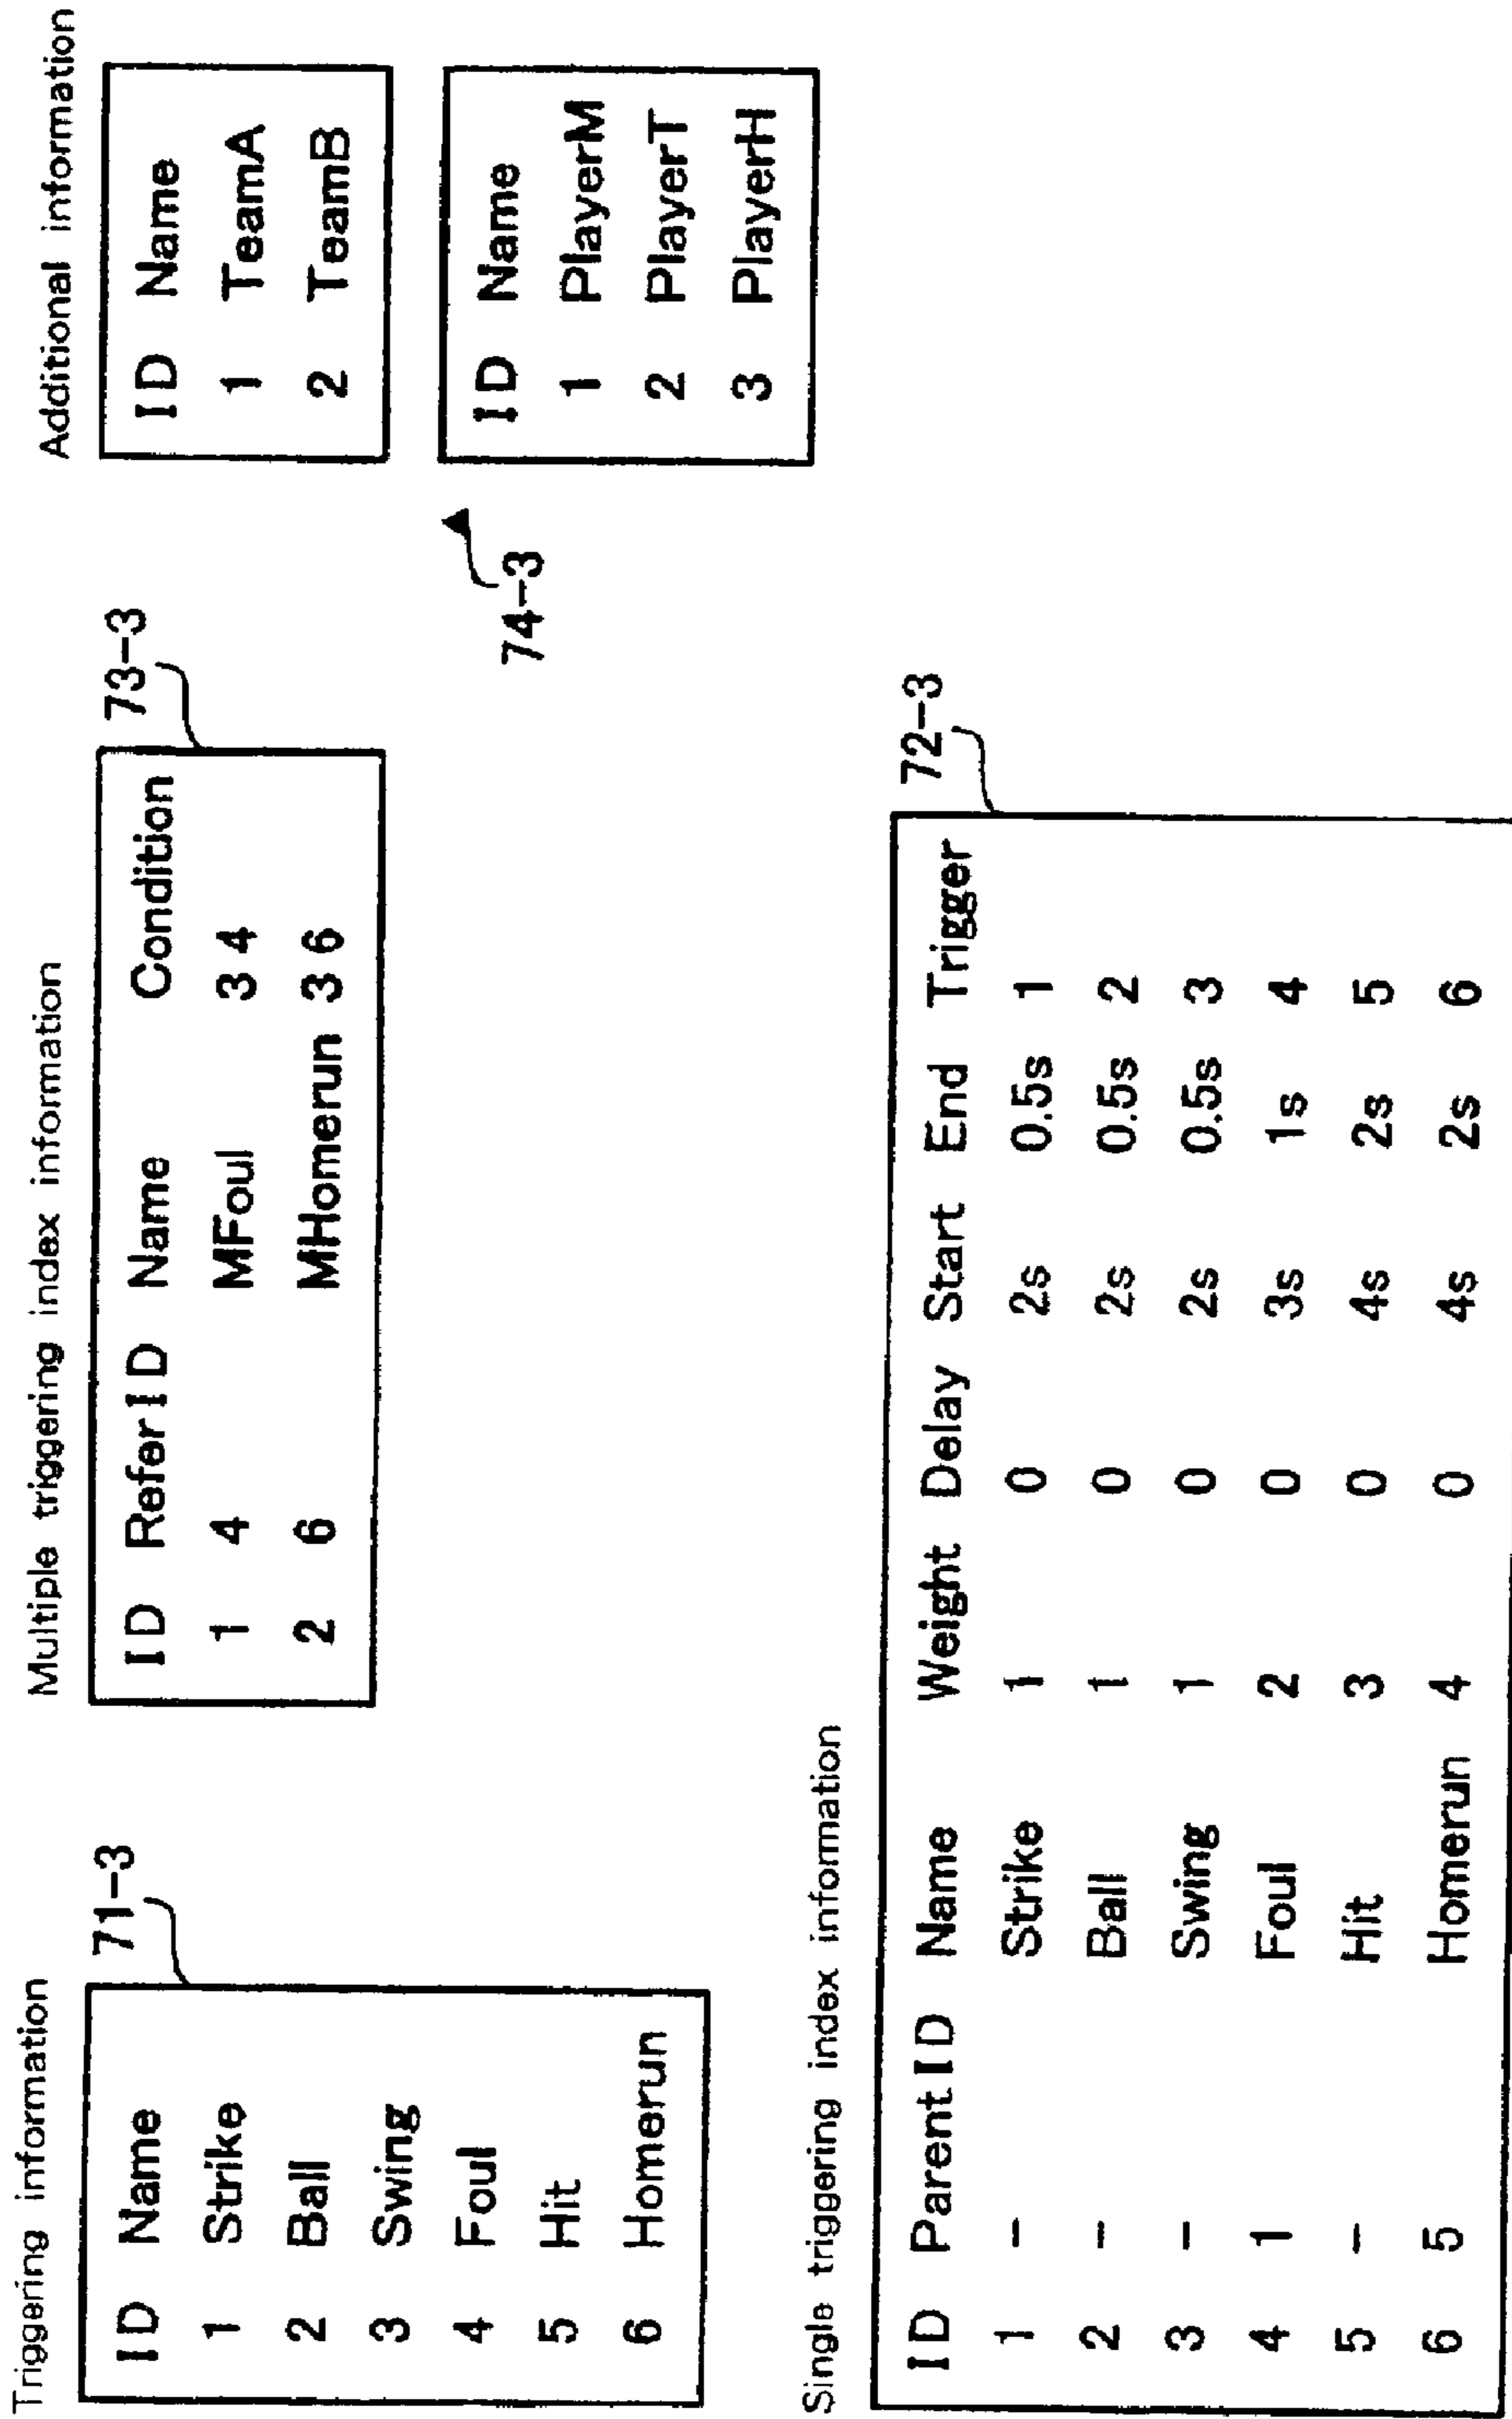 Triggering information
71-3
ID Name
1 Strike
2 Ball
3 Swing
4 Foul
5 Hit
6 Homerun
Multiple triggering index information
73-3
ID ReferID Name Condition
1 4 MFoul 3 4
2 6 MHomerun 3 6
Additional information
ID Name
1 TeamA
2 TeamB
74-3
ID Name
1 PlayerM
2 PlayerT
3 PlayerH
Single triggering index information
72-3
ID ParentID Name Weight Delay Start End Trigger
1 - Strike 1 0 2s 0.5s 1
2 - Ball 1 0 2s 0.5s 2
3 - Swing 1 0 2s 0.5s 3
4 1 Foul 2 0 3s 1s 4
5 - Hit 3 0 4s 2s 5
6 5 Homerun 4 0 4s 2s 6